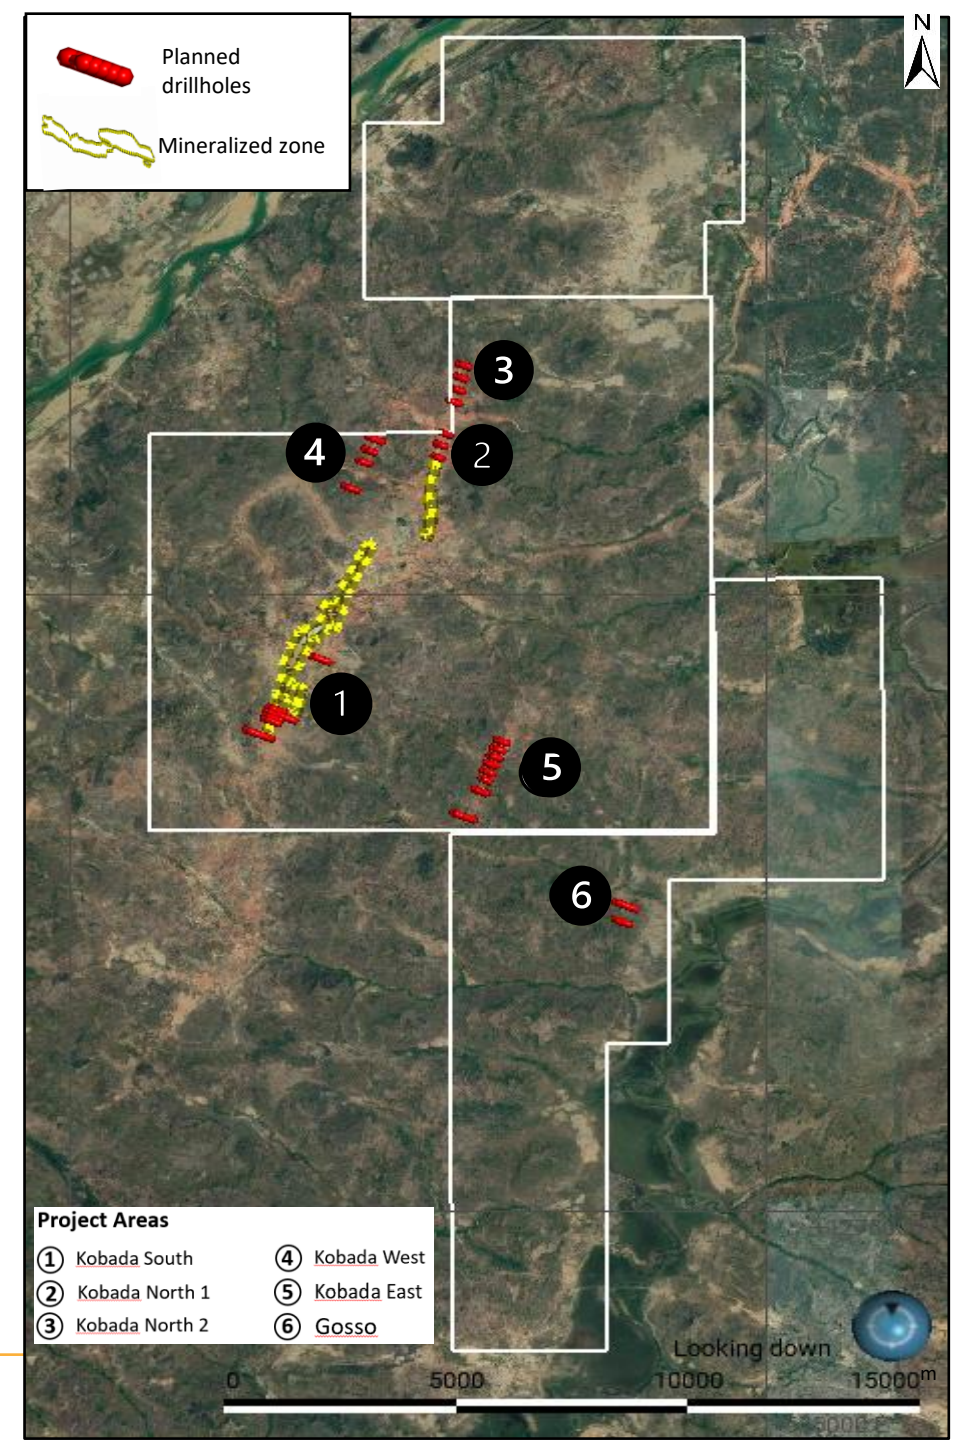 Planned
drillholes
Mineralized zone
N
3
4
2
1
5
6
Project Areas
1 Kobada South
4 Kobada West
2 Kobada North 1
5 Kobada East
3 Kobada North 2
6 Gosso
Looking down
0 5000 10000 15000m